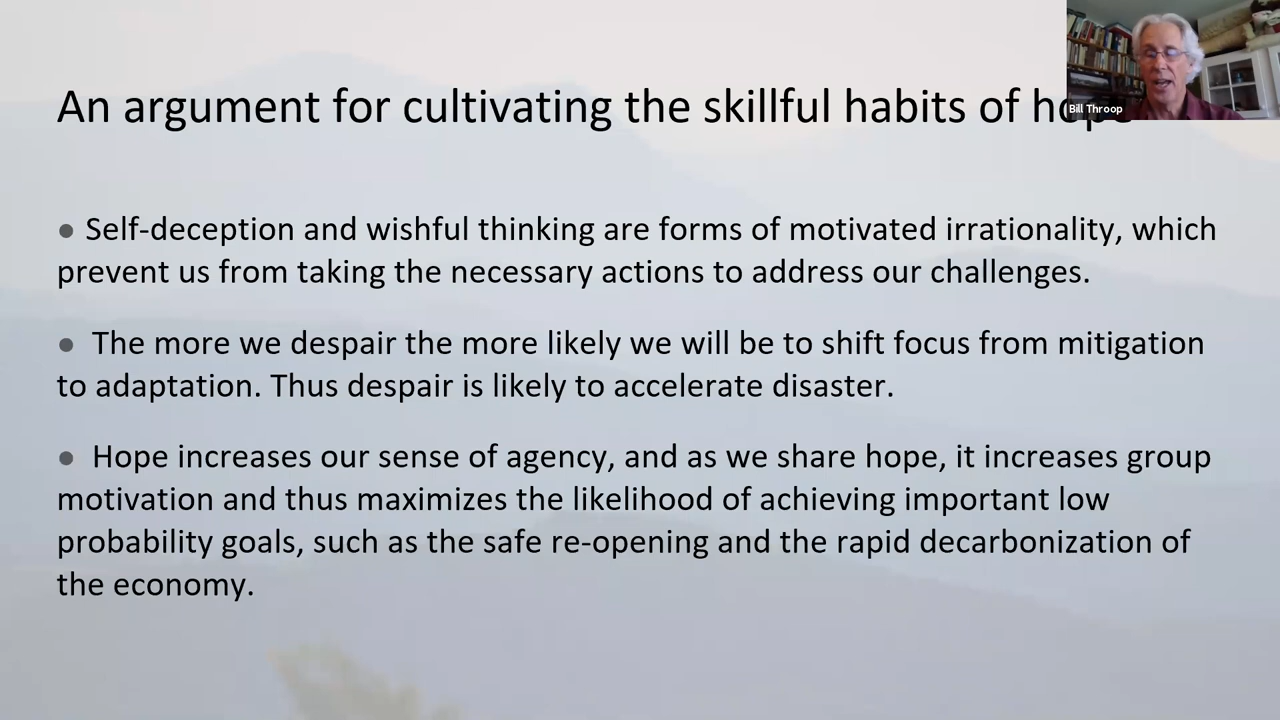 An argument for cultivating the skillful habits of hope
Bill Throop
● Self-deception and wishful thinking are forms of motivated irrationality, which
prevent us from taking the necessary actions to address our challenges.
● The more we despair the more likely we will be to shift focus from mitigation
to adaptation. Thus despair is likely to accelerate disaster.
● Hope increases our sense of agency, and as we share hope, it increases group
motivation and thus maximizes the likelihood of achieving important low
probability goals, such as the safe re-opening and the rapid decarbonization of
the economy.